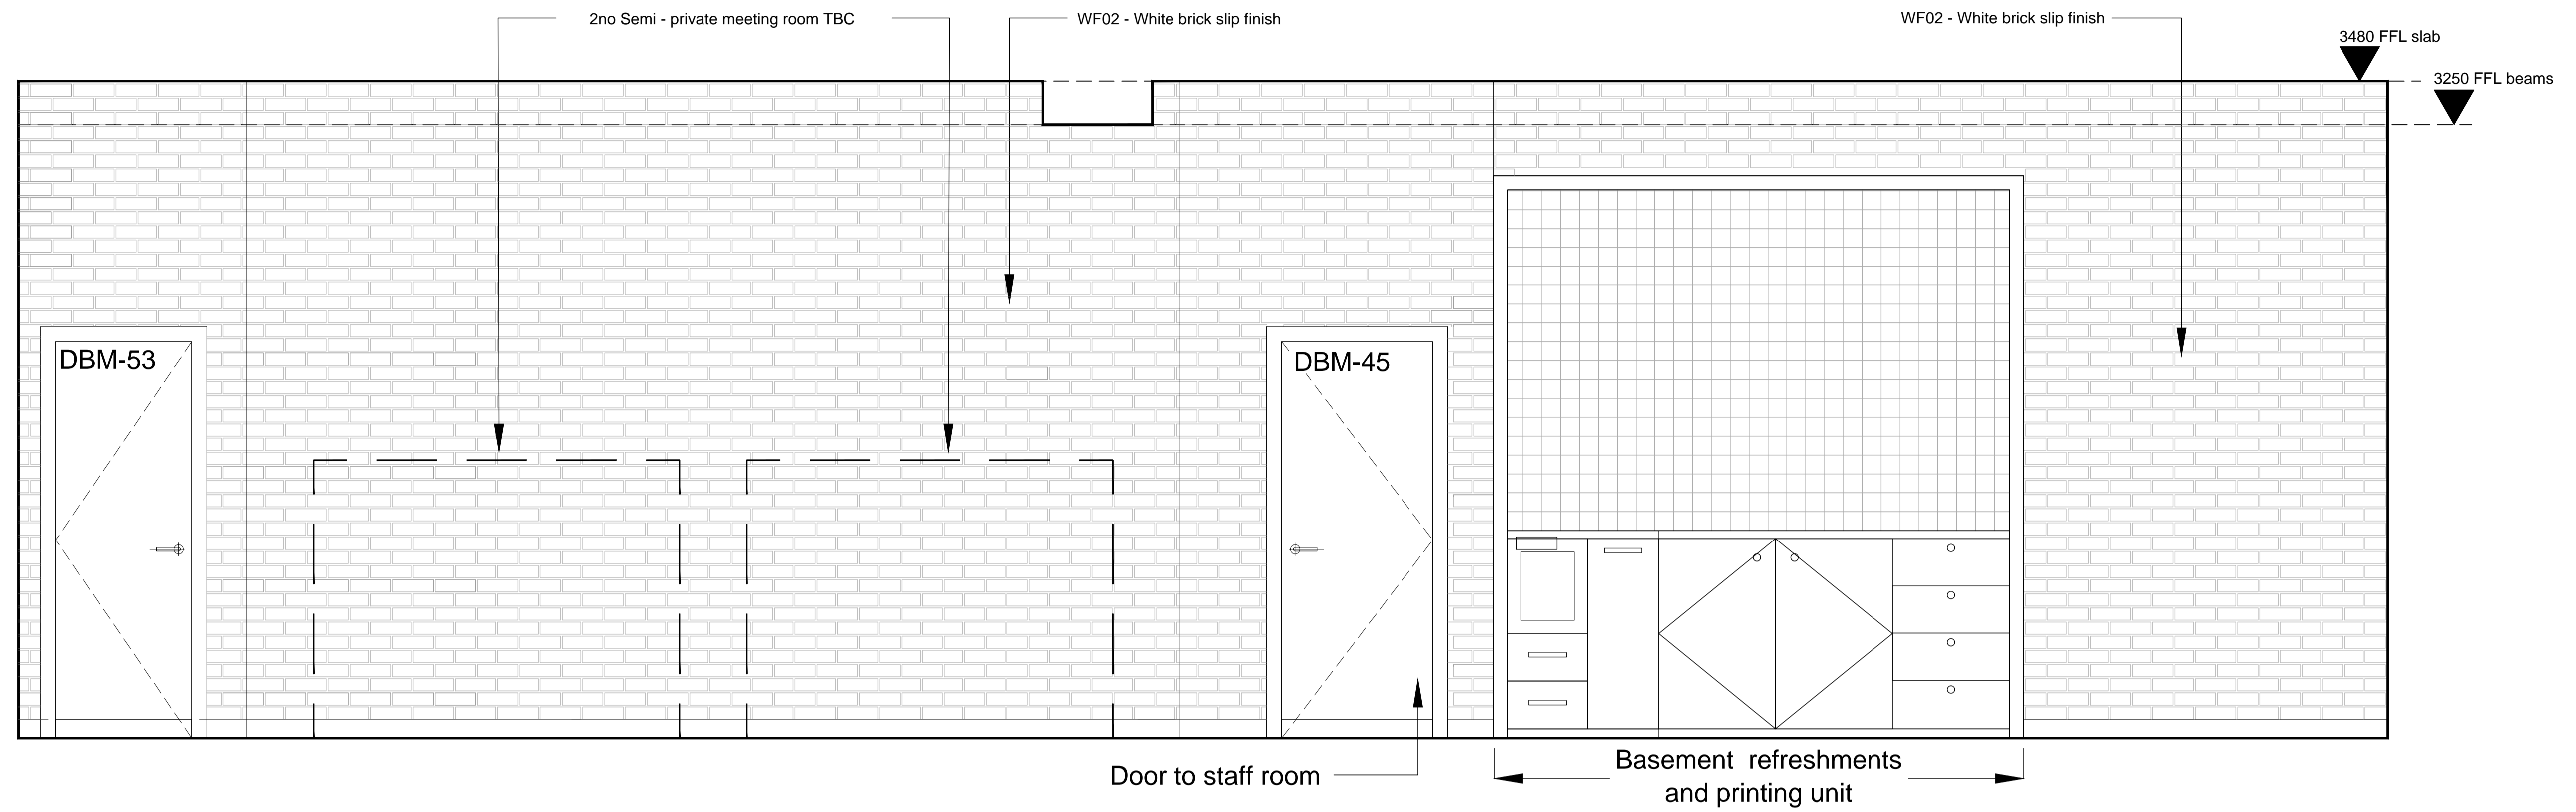 2no Semi - private meeting room TBC
WF02 - White brick slip finish
WF02 - White brick slip finish
3480 FFL slab
3250 FFL beams
DBM-53
DBM-45
Door to staff room
Basement refreshments
and printing unit